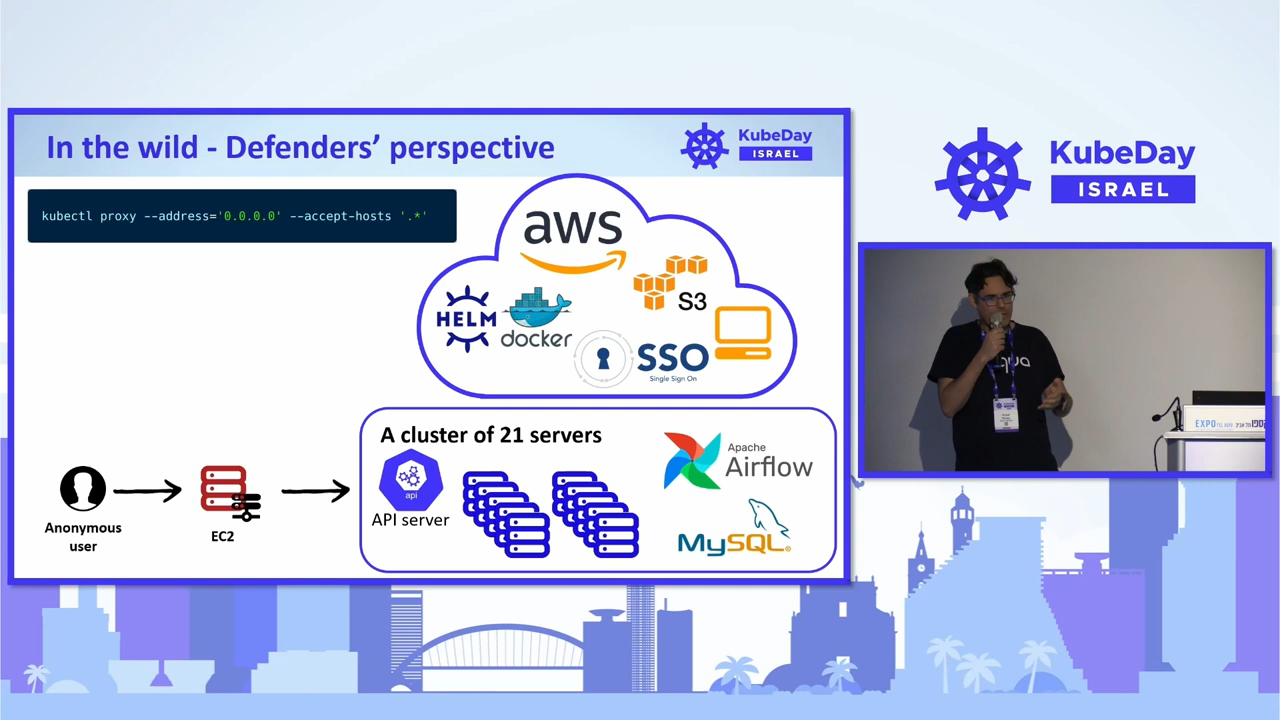 In the wild - Defenders’ perspective
KubeDay
ISRAEL
kubectl proxy --address='0.0.0.0' --accept-hosts '.*'
aws
S3
HELM
docker
SSO
Single Sign On
A cluster of 21 servers
api
API server
Apache
Airflow
MySQL®
Anonymous
user
EC2
KubeDay
ISRAEL
EXPO